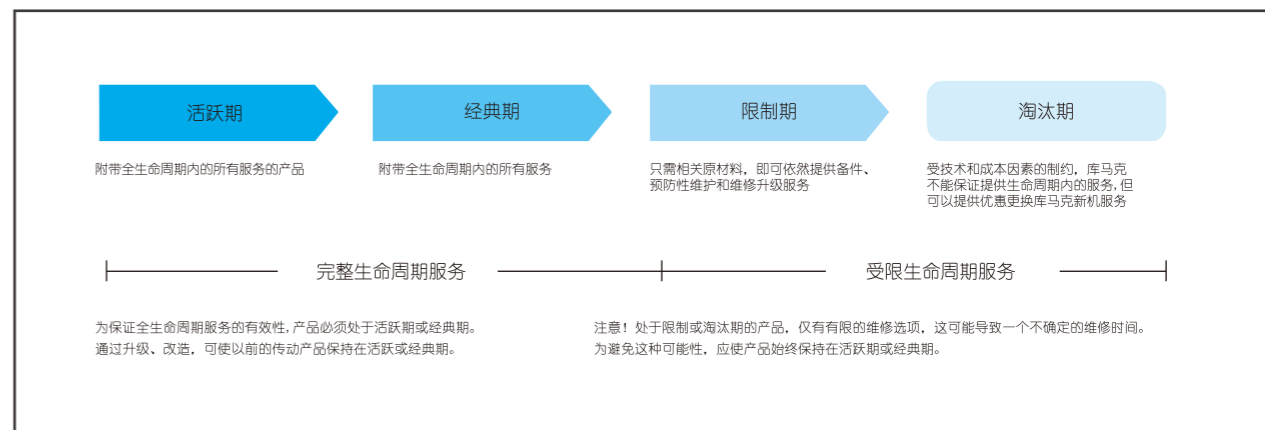 活跃期
经典期
限制期
淘汰期
附带全生命周期内的所有服务的产品
附带全生命周期内的所有服务
只需相关原材料，即可依然提供备件、
预防性维护和维修升级服务
受技术和成本因素的制约，库马克
不能保证提供生命周期内的服务,但
可以提供优惠更换库马克新机服务
完整生命周期服务
受限生命周期服务
为保证全生命周期服务的有效性,产品必须处于活跃期或经典期。
通过升级、改造，可使以前的传动产品保持在活跃或经典期。
注意！处于限制或淘汰期的产品，仅有有限的维修选项，这可能导致一个不确定的维修时间。
为避免这种可能性，应使产品始终保持在活跃期或经典期。